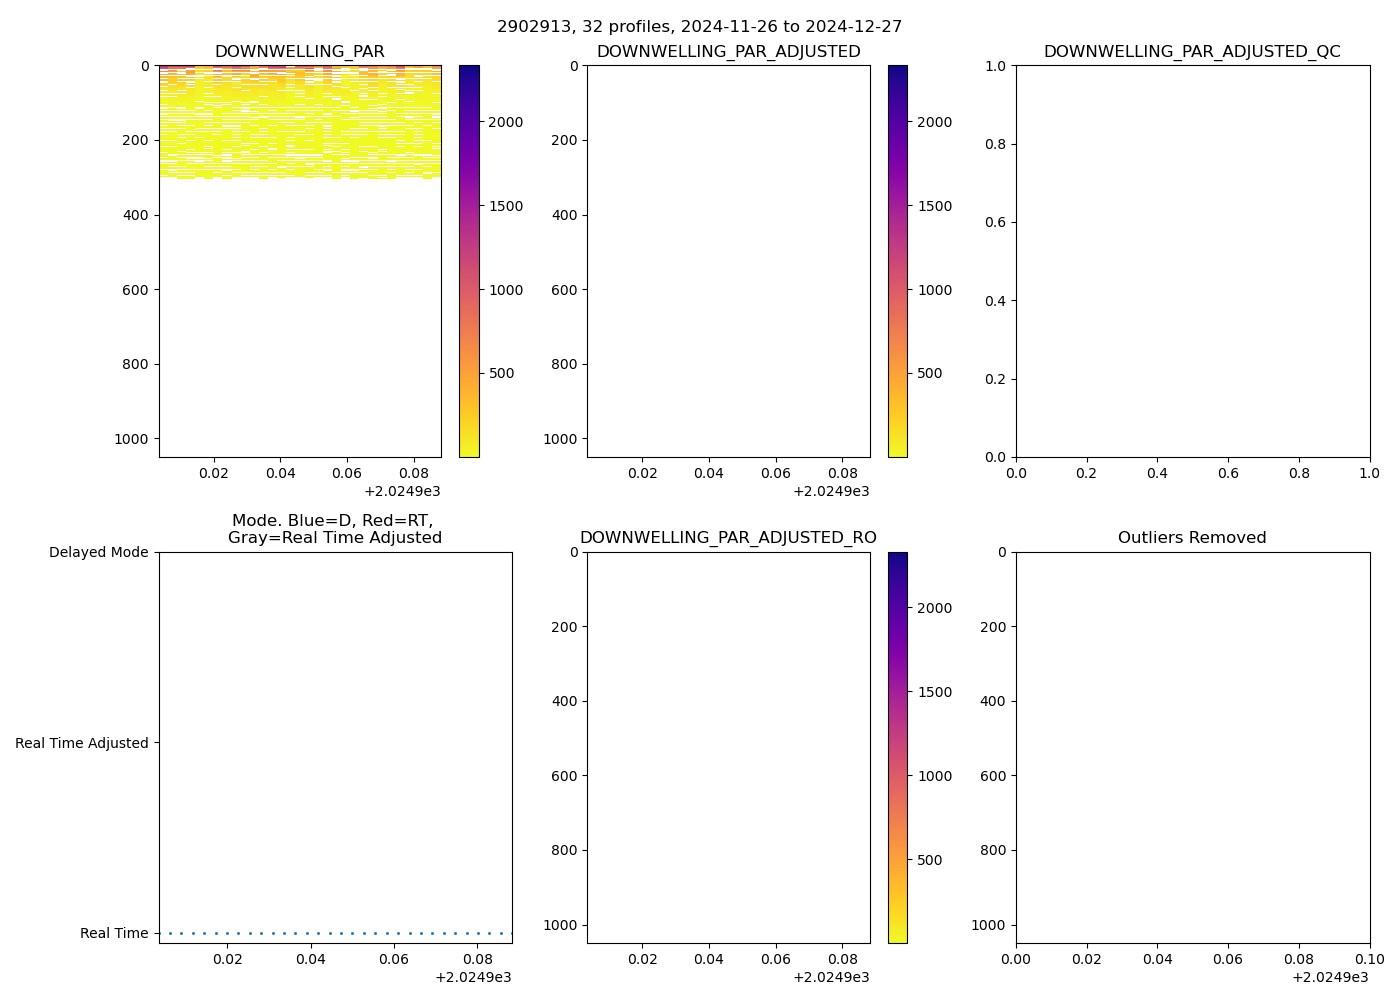 2902913, 32 profiles, 2024-11-26 to 2024-12-27
DOWNWELLING_PAR
0
200
400
600
800
1000
0.02 0.04 0.06 0.08
+2.0249e3
2000
1500
1000
500
DOWNWELLING_PAR_ADJUSTED
0
200
400
600
800
1000
0.02 0.04 0.06 0.08
+2.0249e3
2000
1500
1000
500
DOWNWELLING_PAR_ADJUSTED_QC
1.0
0.8
0.6
0.4
0.2
0.0
0.0 0.2 0.4 0.6 0.8 1.0
Mode. Blue=D, Red=RT,
Gray=Real Time Adjusted
Delayed Mode
Real Time Adjusted
Real Time
0.02 0.04 0.06 0.08
+2.0249e3
DOWNWELLING_PAR_ADJUSTED_RO
0
200
400
600
800
1000
0.02 0.04 0.06 0.08
+2.0249e3
2000
1500
1000
500
Outliers Removed
0
200
400
600
800
1000
0.00 0.02 0.04 0.06 0.08 0.10
+2.0249e3